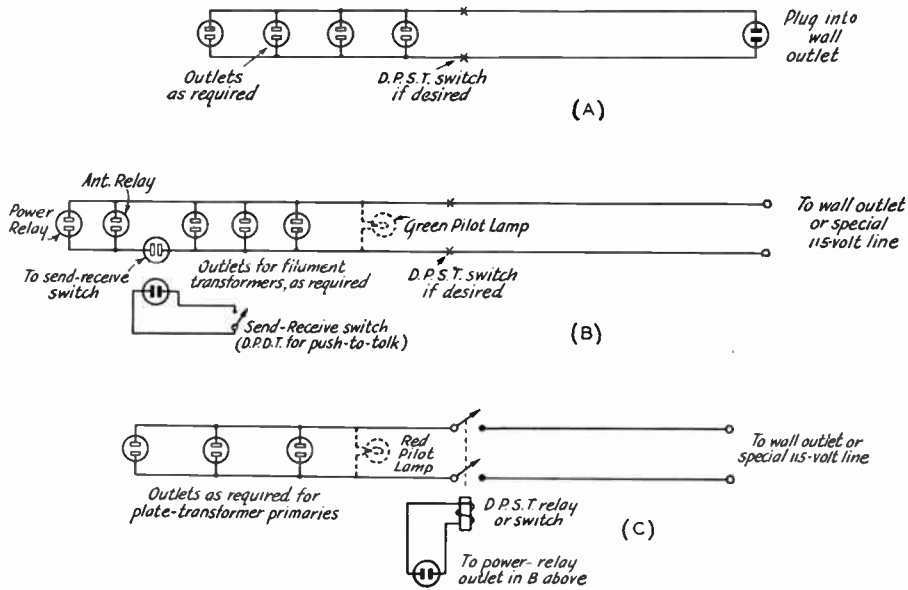 Outlets
as required
D.P.S.T. switch
if desired
Plug into
wall
outlet
(A)
Ant. Relay
Power
Relay
To send-receive
switch
Outlets for filament
transformers, as required
Green Pilot Lamp
D.P.S.T. switch
if desired
To wall outlet
or special
115-volt line
Send-Receive switch
(D.P.D.T. for push-to-talk)
(B)
Red
Pilot
Lamp
Outlets as required for
plate-transformer primaries
To wall outlet or
special 115-volt line
D.P.S.T. relay
or switch
(C)
To power-relay
outlet in B above